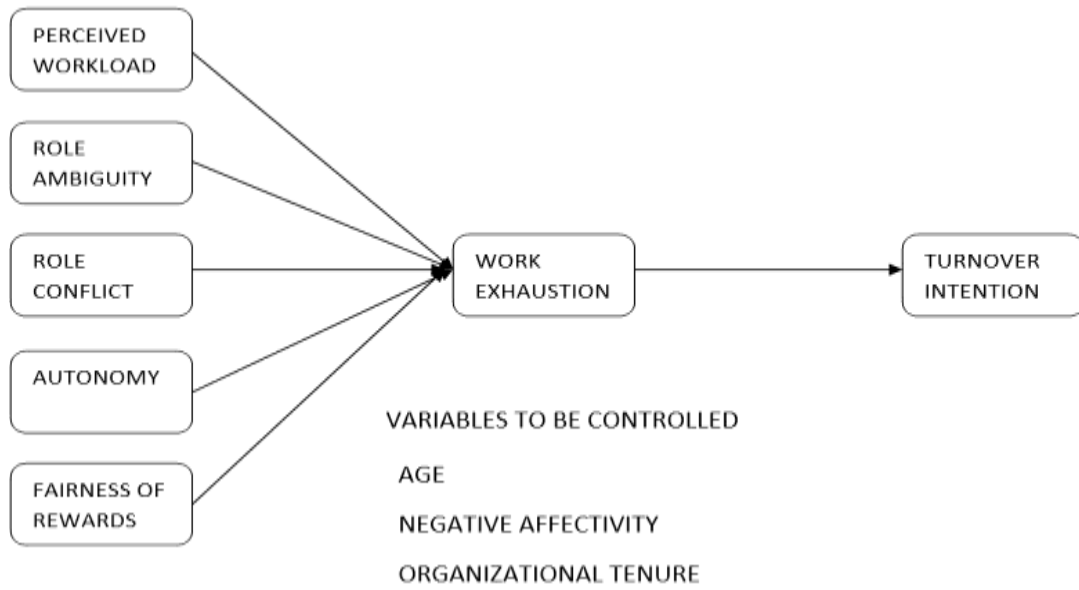 PERCEIVED
WORKLOAD
ROLE
AMBIGUITY
ROLE
CONFLICT
AUTONOMY
FAIRNESS OF
REWARDS
WORK
EXHAUSTION
TURNOVER
INTENTION
VARIABLES TO BE CONTROLLED
AGE
NEGATIVE AFFECTIVITY
ORGANIZATIONAL TENURE